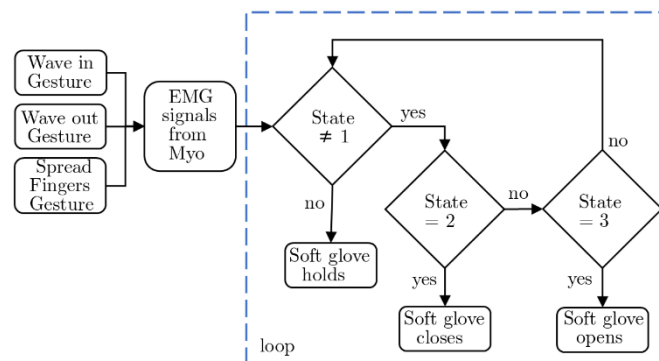 Wave in
Gesture
Wave out
Gesture
Spread
Fingers
Gesture
EMG
signals
from
Myo
State
≠ 1
yes
no
Soft glove
holds
State
= 2
no
yes
Soft glove
closes
State
= 3
no
yes
Soft glove
opens
loop